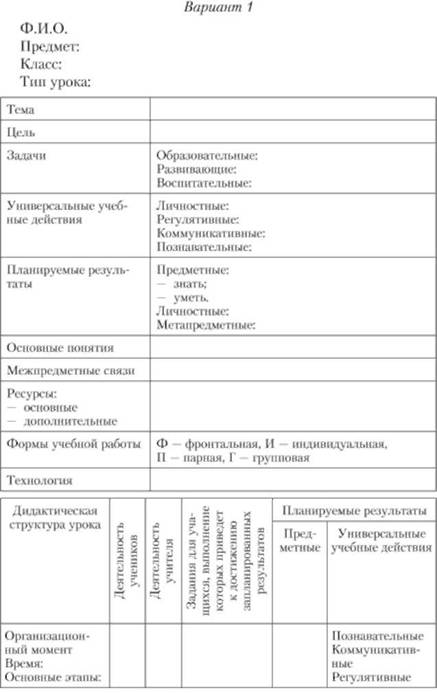 Вариант 1
Ф.И.О.
Предмет:
Класс:
Тип урока:
Тема
Цель
Задачи
Образовательные:
Развивающие:
Воспитательные:
Универсальные учеб-
ные действия
Личностные:
Регулятивные:
Коммуникативные:
Познавательные:
Планируемые резуль-
таты
Предметные:
— знать;
— уметь.
Личностные:
Метапредметные:
Основные понятия
Межпредметные связи
Ресурсы:
— основные
— дополнительные
Формы учебной работы
Ф — фронтальная, И — индивидуальная,
П — парная, Г — групповая
Технология
Дидактическая
структура урока
Деятельность
учеников
Деятельность
учителя
Задания для уча-
щихся, выполнение
которых приведет
к достижению
запланированных
результатов
Планируемые результаты
Пред-
метные
Универсальные
учебные действия
Организацион-
ный момент
Время:
Основные этапы:
Познавательные
Коммуникатив-
ные
Регулятивные